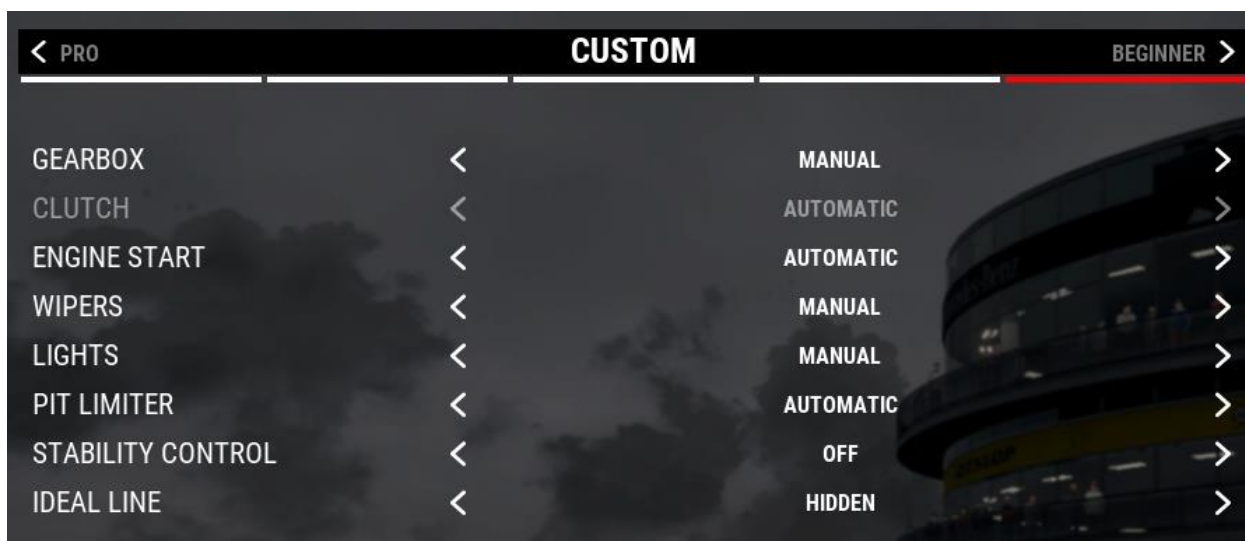 PRO CUSTOM BEGINNER
GEARBOX MANUAL
CLUTCH AUTOMATIC
ENGINE START AUTOMATIC
WIPERS MANUAL
LIGHTS MANUAL
PIT LIMITER AUTOMATIC
STABILITY CONTROL OFF
IDEAL LINE HIDDEN